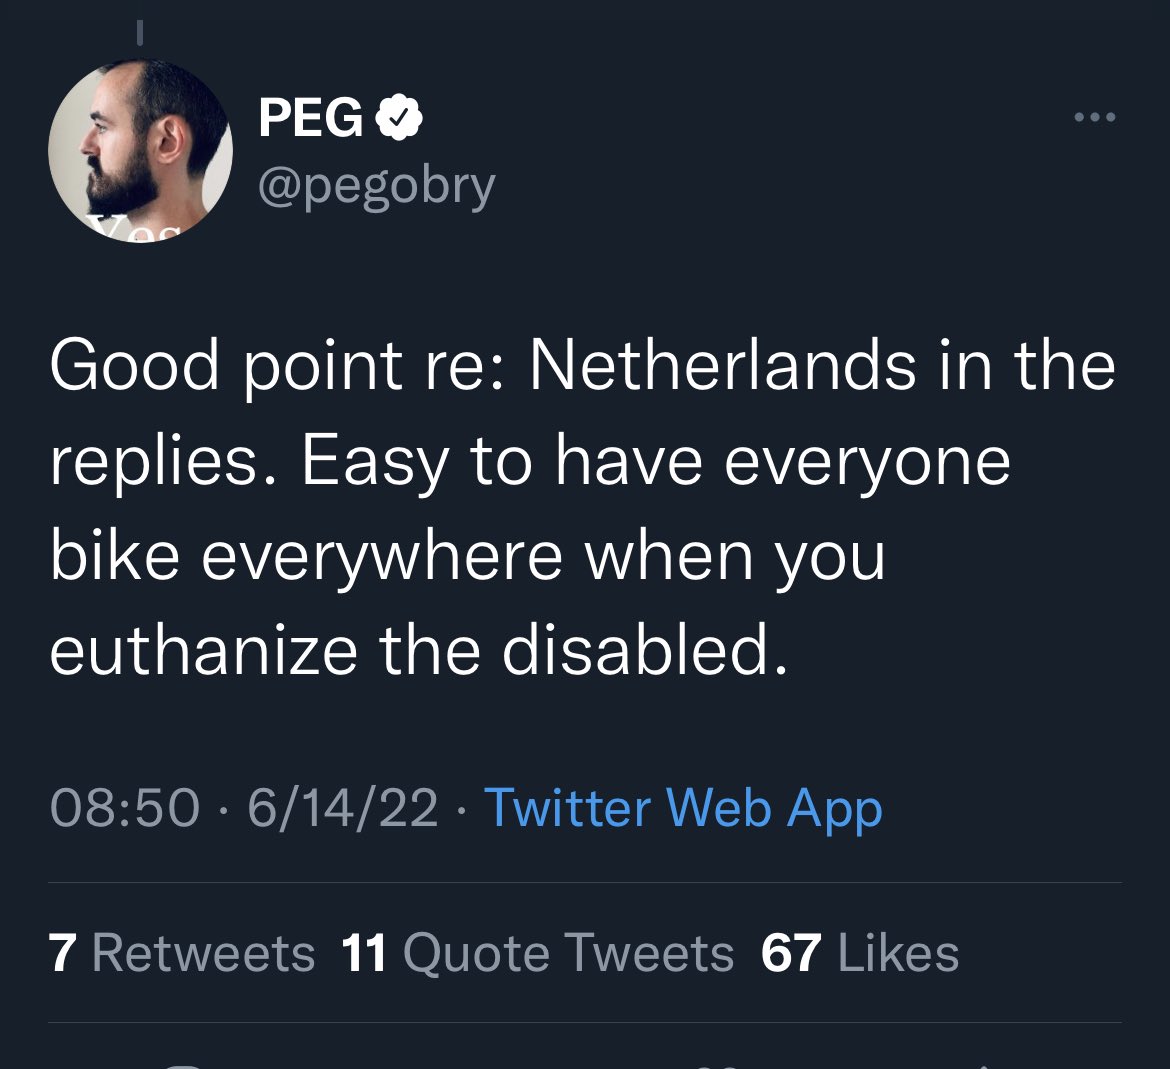 PEG
@pegobry
Yes
Good point re: Netherlands in the
replies. Easy to have everyone
bike everywhere when you
euthanize the disabled.
08:50 · 6/14/22 · Twitter Web App
7 Retweets 11 Quote Tweets 67 Likes